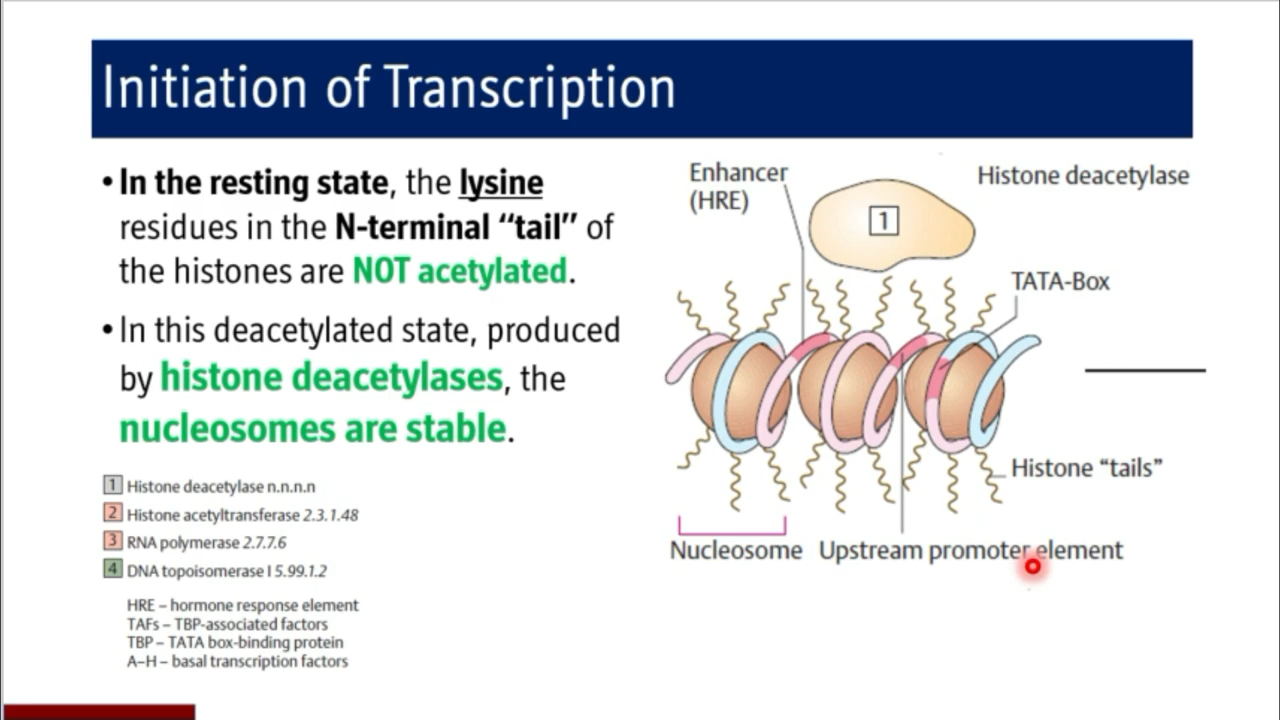 Initiation of Transcription
• In the resting state, the lysine
residues in the N-terminal “tail” of
the histones are NOT acetylated.
• In this deacetylated state, produced
by histone deacetylases, the
nucleosomes are stable.
1 Histone deacetylase n.n.n.n
2 Histone acetyltransferase 2.3.1.48
3 RNA polymerase 2.7.7.6
4 DNA topoisomerase I 5.99.1.2
HRE – hormone response element
TAFs – TBP-associated factors
TBP – TATA box-binding protein
A–H – basal transcription factors
Enhancer
(HRE)
1
Histone deacetylase
TATA-Box
Histone “tails”
Nucleosome
Upstream promoter element